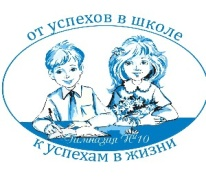 от успехов в школе
Гимназия №10
к успехам в жизни